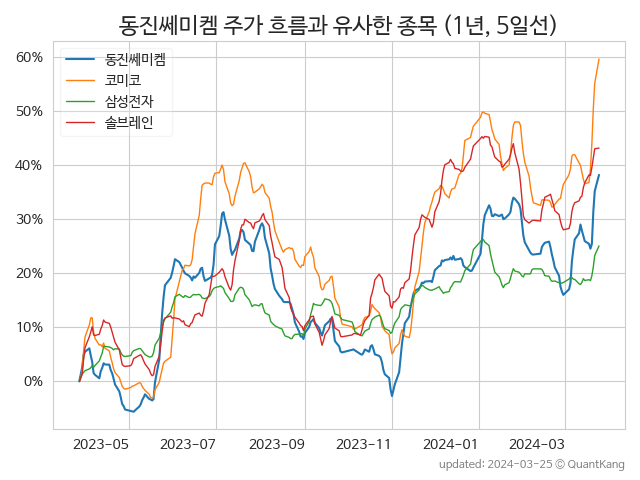 동진쎄미켐 주가 흐름과 유사한 종목 (1년, 5일선)
동진쎄미켐
코미코
삼성전자
솔브레인
60%
50%
40%
30%
20%
10%
0%
2023-05 2023-07 2023-09 2023-11 2024-01 2024-03
updated: 2024-03-25 © QuantKang